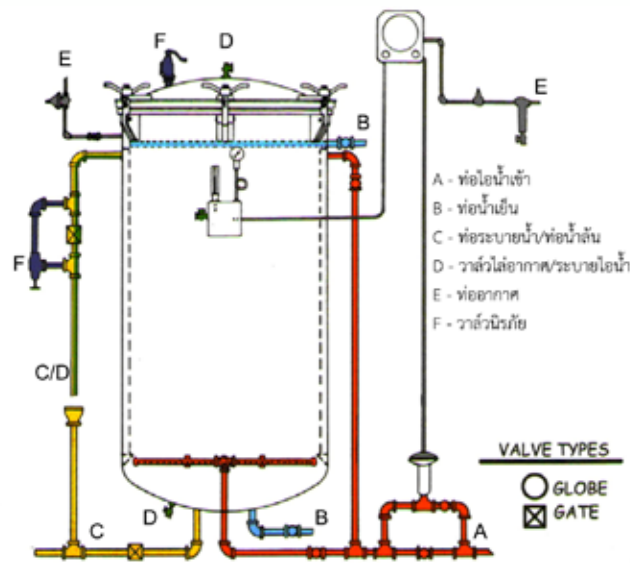 F
D
E
E
B
A - ท่อไอน้ำเข้า
B - ท่อน้ำเย็น
C - ท่อระบายน้ำ/ท่อน้ำล้น
D - วาล์วไล่อากาศ/ระบายไอน้ำ
E - ท่ออากาศ
F - วาล์วนิรภัย
F
C/D
VALVE TYPES
GLOBE
GATE
D
B
C
A